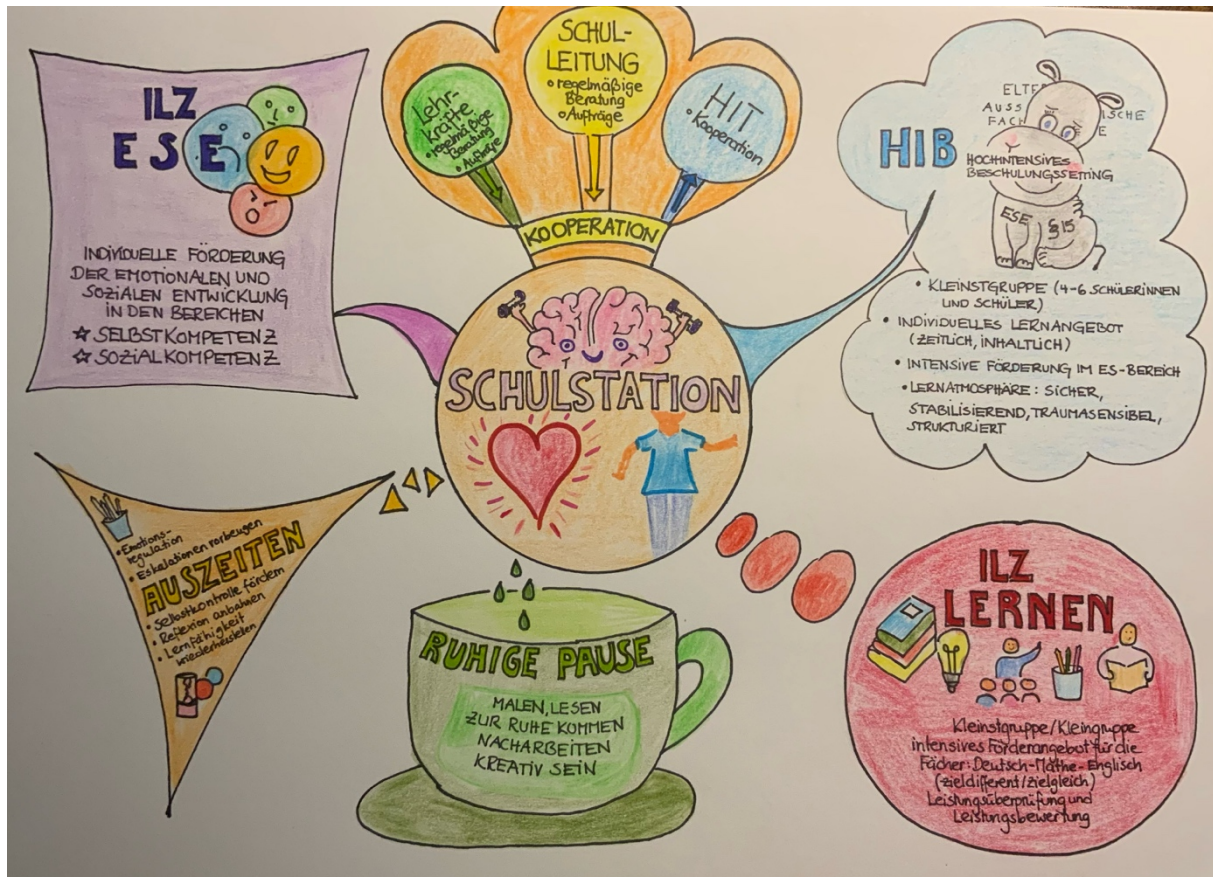 ILZ
ESE
INDIVIDUELLE FÖRDERUNG
DER EMOTIONALEN UND
SOZIALEN ENTWICKLUNG
IN DEN BEREICHEN
☆ SELBSTKOMPETENZ
☆ SOZIALKOMPETENZ
Lehr-
kräfte
• regelmäßige
Beratung
• Aufträge
SCHUL-
LEITUNG
• regelmäßige
Beratung
• Aufträge
HIT
• Kooperation
KOOPERATION
SCHULSTATION
HIB
HOCHINTENSIVES
BESCHULUNGSSETTING
ESE §15
• KLEINSTGRUPPE (4-6 SCHÜLERINNEN
UND SCHÜLER)
• INDIVIDUELLES LERNANGEBOT
(ZEITLICH, INHALTLICH)
• INTENSIVE FÖRDERUNG IM ES-BEREICH
• LERNATMOSPHÄRE: SICHER,
STABILISIEREND, TRAUMASENSIBEL,
STRUKTURIERT
• Emotions-
regulation
• Eskalationen vorbeugen
AUSZEITEN
• Selbstkontrolle fördern
• Reflexion anbahnen
• Lernfähigkeit
wiederherstellen
RUHIGE PAUSE
MALEN, LESEN
ZUR RUHE KOMMEN
NACHARBEITEN
KREATIV SEIN
ILZ
LERNEN
Kleinstgruppe/Kleingruppe
intensives Förderangebot für die
Fächer: Deutsch-Mathe-Englisch
(zieldifferent/zielgleich)
Leistungsüberprüfung und
Leistungsbewertung